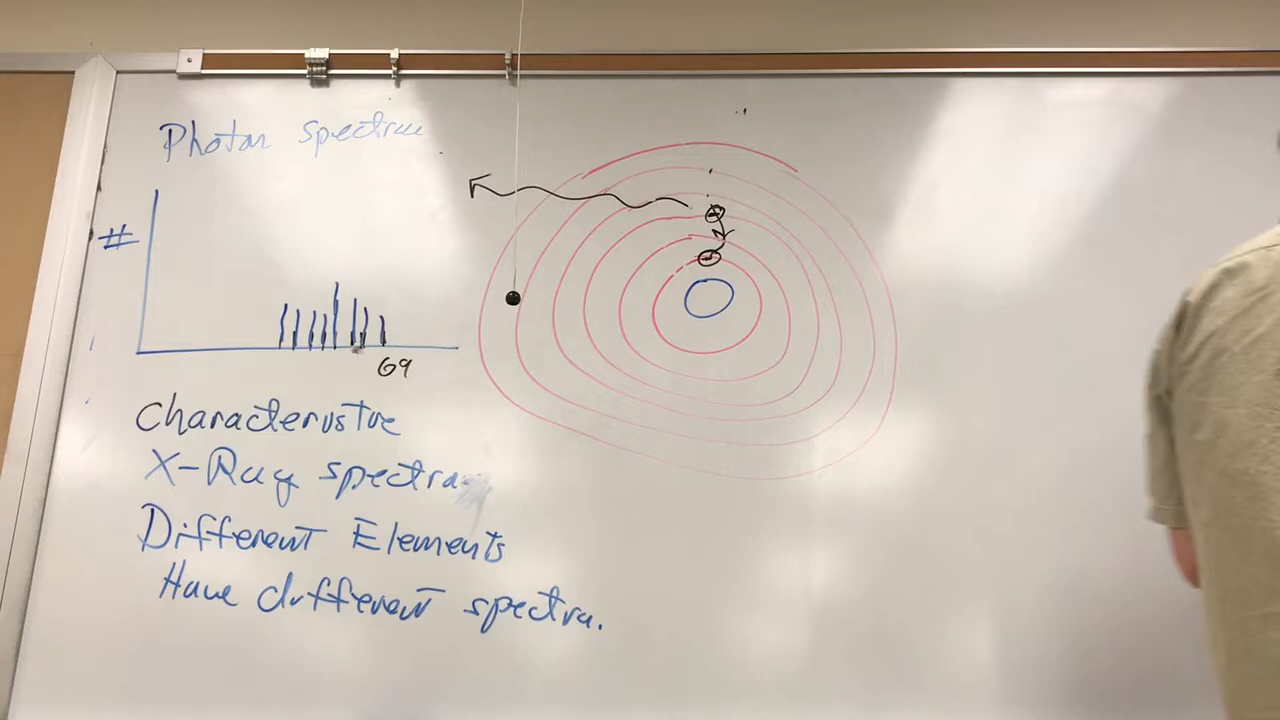 Photon Spectrum
#
69
Characteristic
X-Ray spectra
Different Elements
Have different spectra.